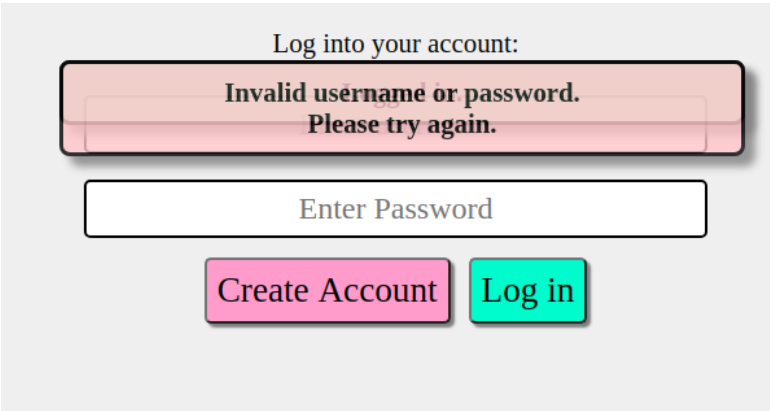 Log into your account:
Invalid username or password.
Please try again.
Enter Password
Create Account
Log in